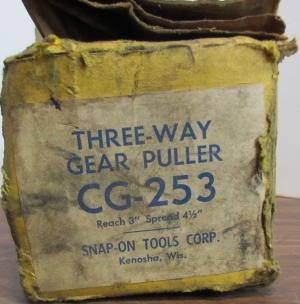 THREE-WAY
GEAR PULLER
CG-253
Reach 3" Spread 4½"
SNAP-ON TOOLS CORP.
Kenosha, Wis.